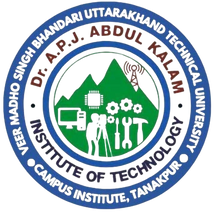 VEER MADHO SINGH BHANDARI UTTARAKHAND TECHNICAL UNIVERSITY
Dr. A.P.J. ABDUL KALAM
INSTITUTE OF TECHNOLOGY
CAMPUS INSTITUTE, TANAKPUR